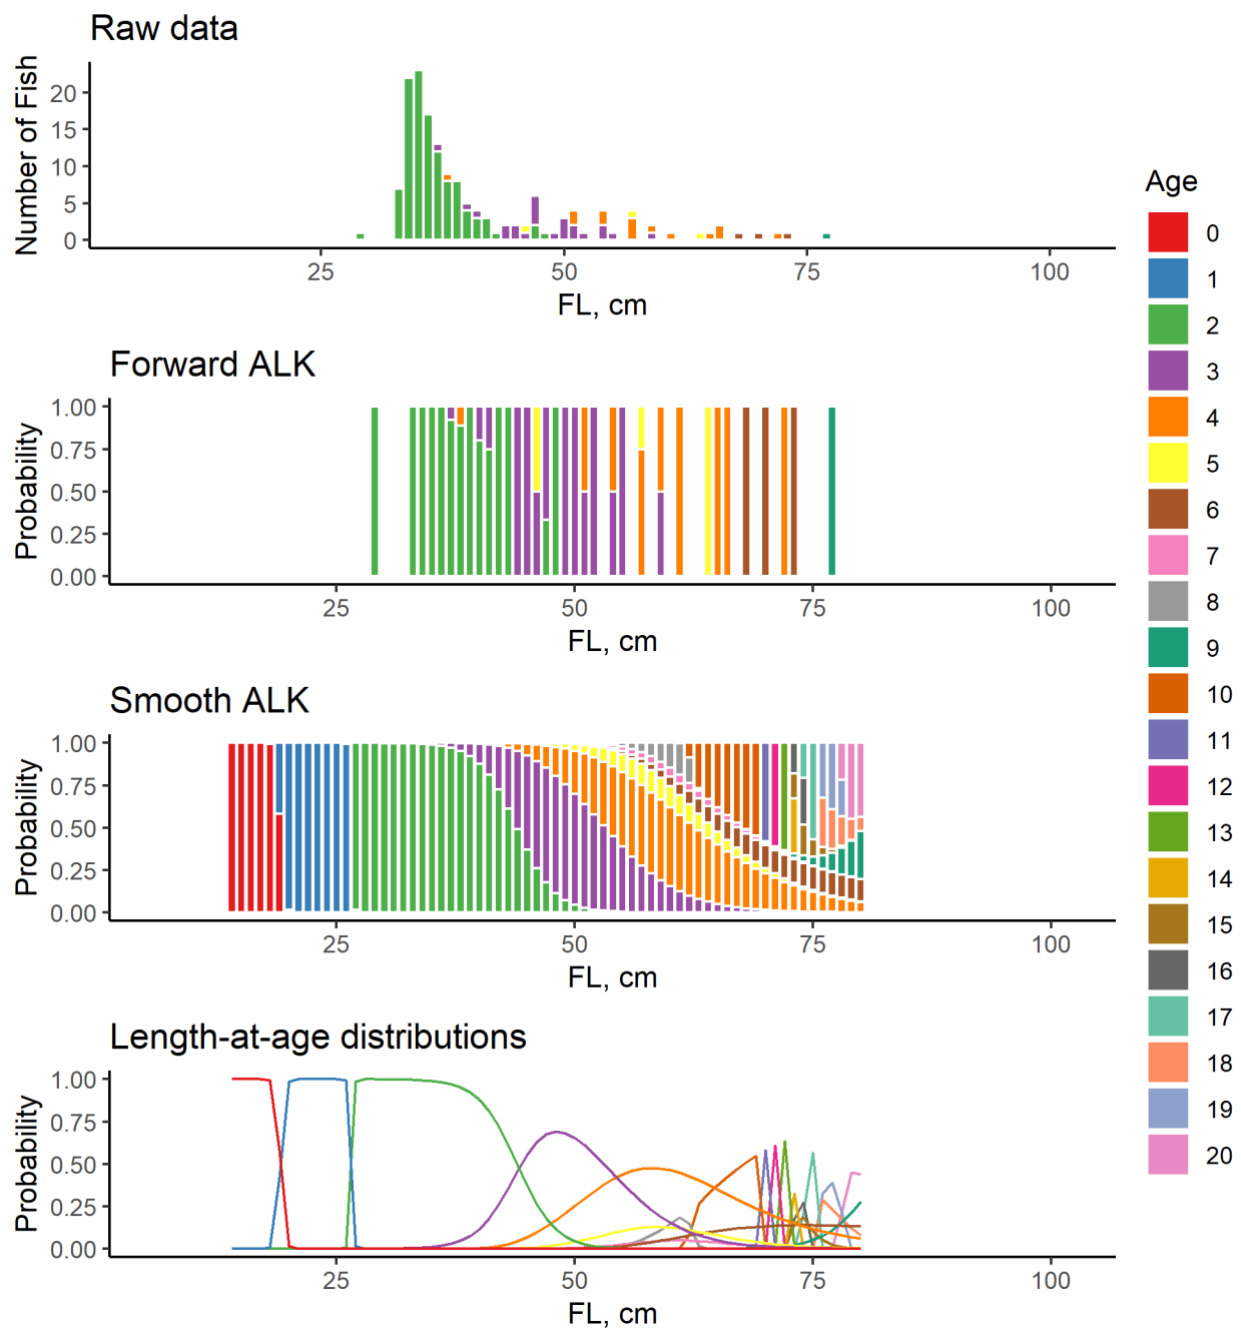 Raw data
Number of Fish
20
15
10
5
0
25 50 75 100
FL, cm
Forward ALK
Probability
1.00
0.75
0.50
0.25
0.00
25 50 75 100
FL, cm
Smooth ALK
Probability
1.00
0.75
0.50
0.25
0.00
25 50 75 100
FL, cm
Length-at-age distributions
Probability
1.00
0.75
0.50
0.25
0.00
25 50 75 100
FL, cm
Age
0
1
2
3
4
5
6
7
8
9
10
11
12
13
14
15
16
17
18
19
20